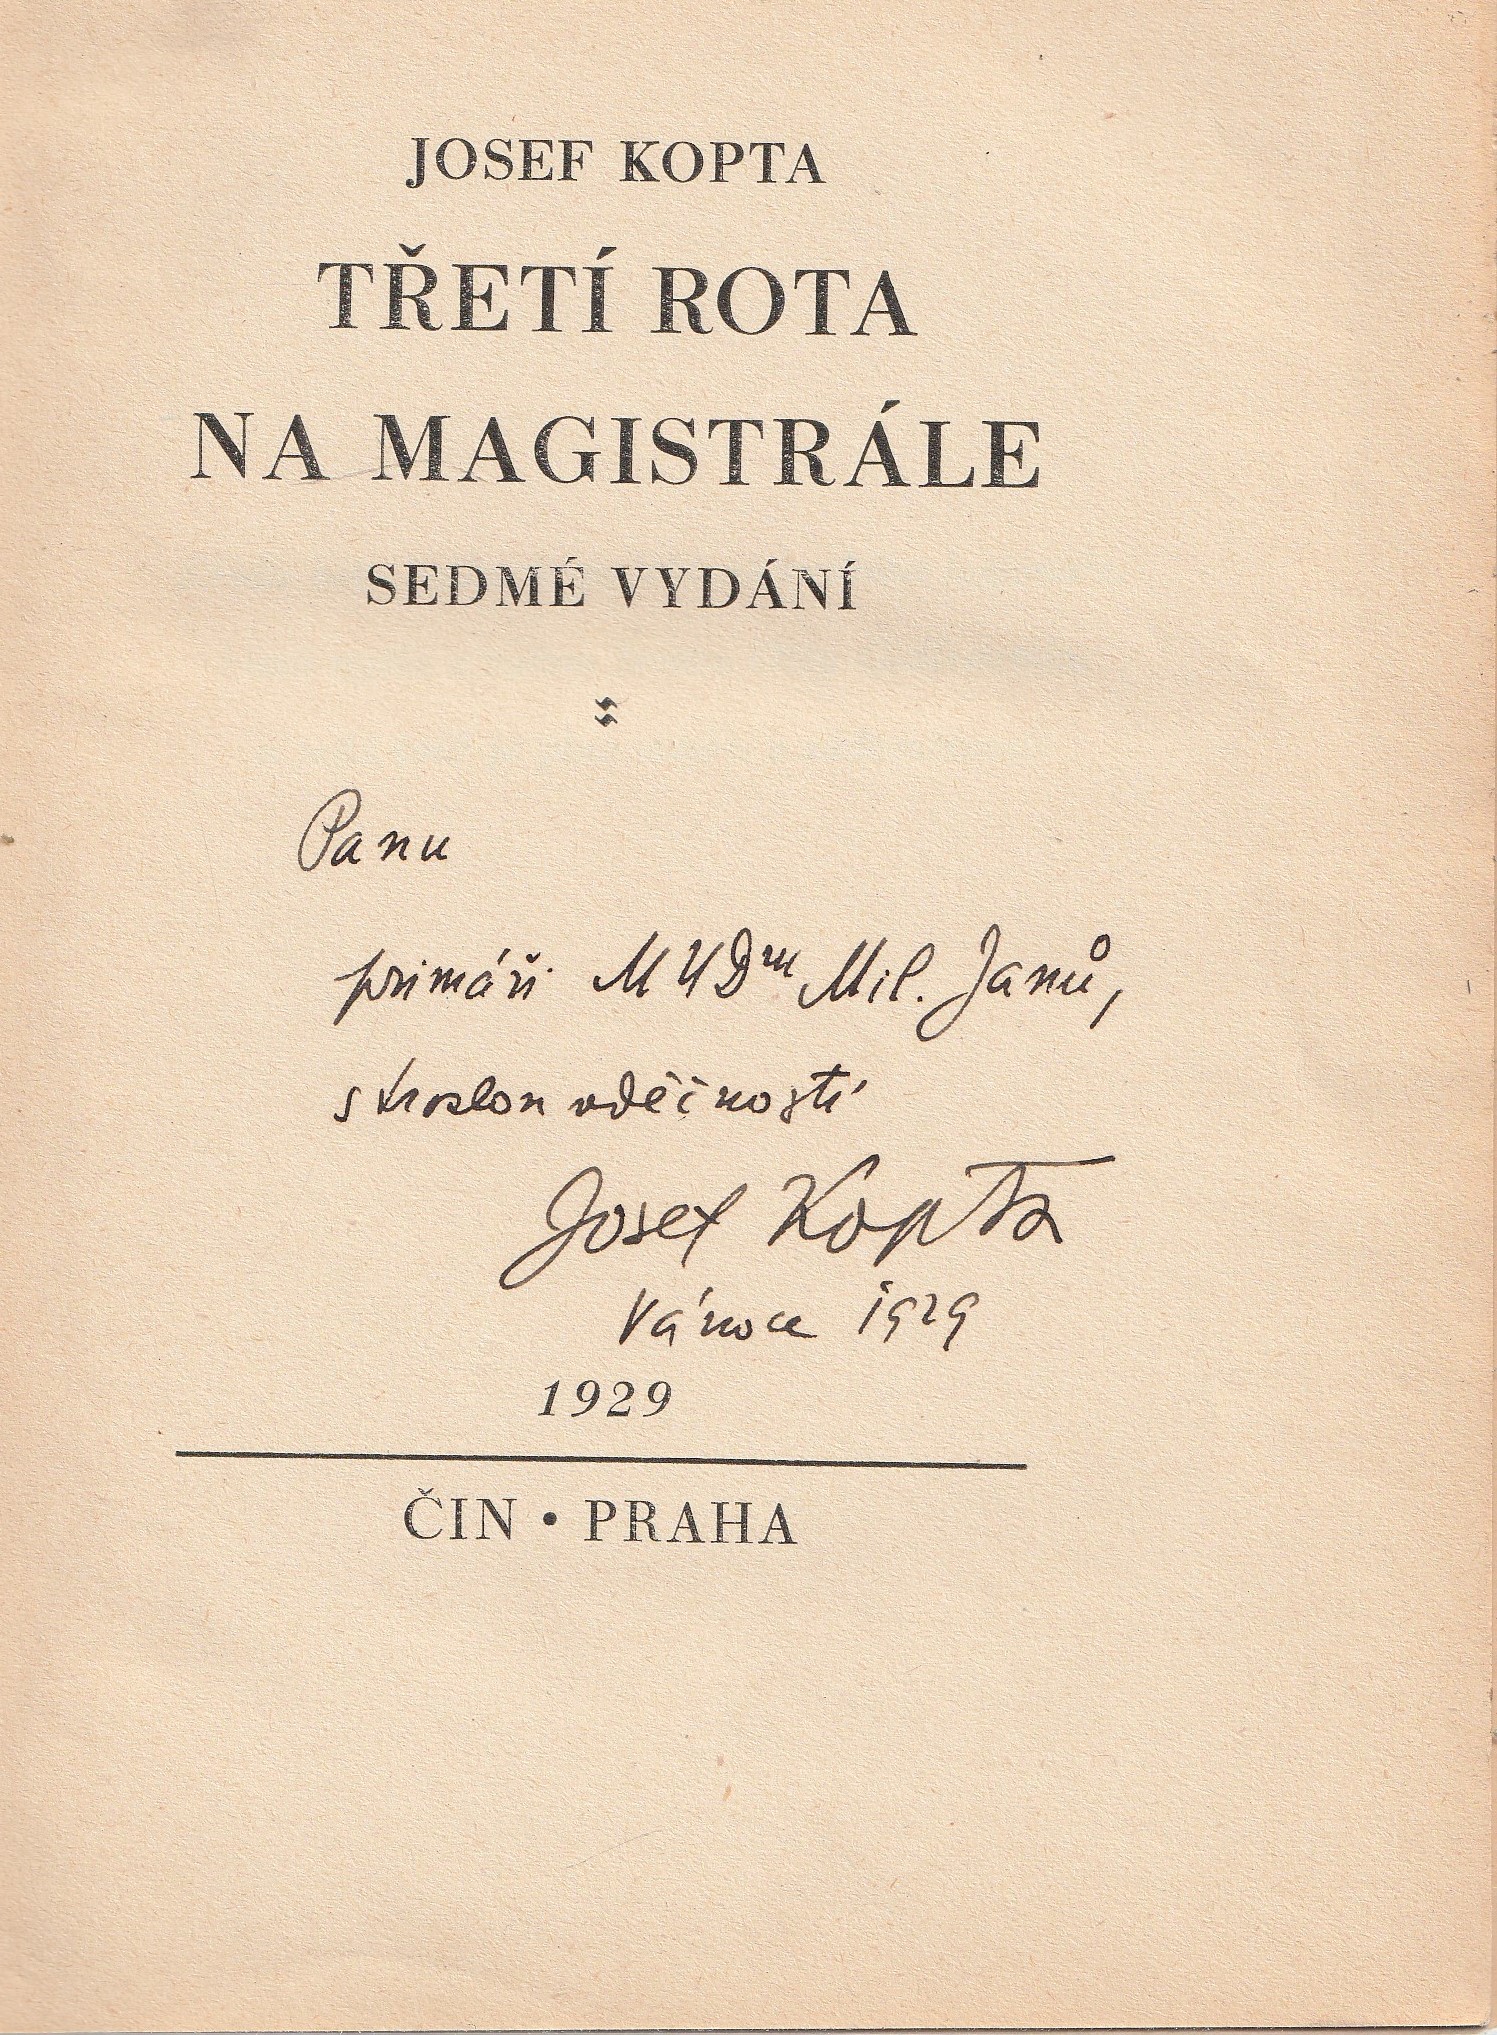 JOSEF KOPTA
TŘETÍ ROTA
NA MAGISTRÁLE
SEDMÉ VYDÁNÍ
Panu
primáři MUDru Mil. Janů,
s vděčností
Josef Kopta
Vánoce 1929
1929
ČIN • PRAHA